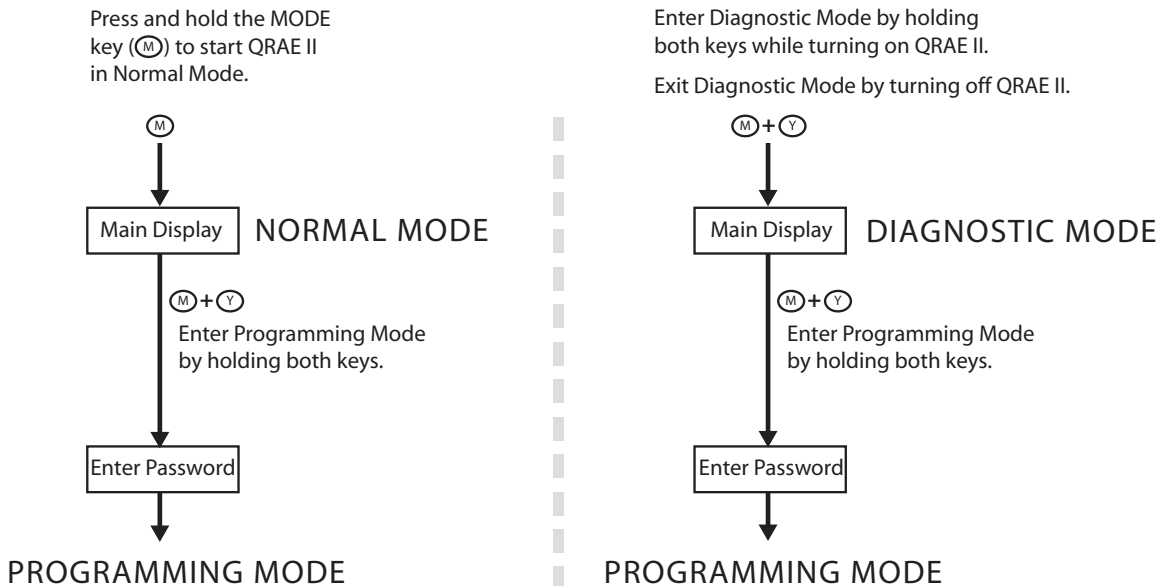 Press and hold the MODE
key (M) to start QRAE II
in Normal Mode.
M
Main Display
NORMAL MODE
M + Y
Enter Programming Mode
by holding both keys.
Enter Password
PROGRAMMING MODE
Enter Diagnostic Mode by holding
both keys while turning on QRAE II.
Exit Diagnostic Mode by turning off QRAE II.
M + Y
Main Display
DIAGNOSTIC MODE
M + Y
Enter Programming Mode
by holding both keys.
Enter Password
PROGRAMMING MODE